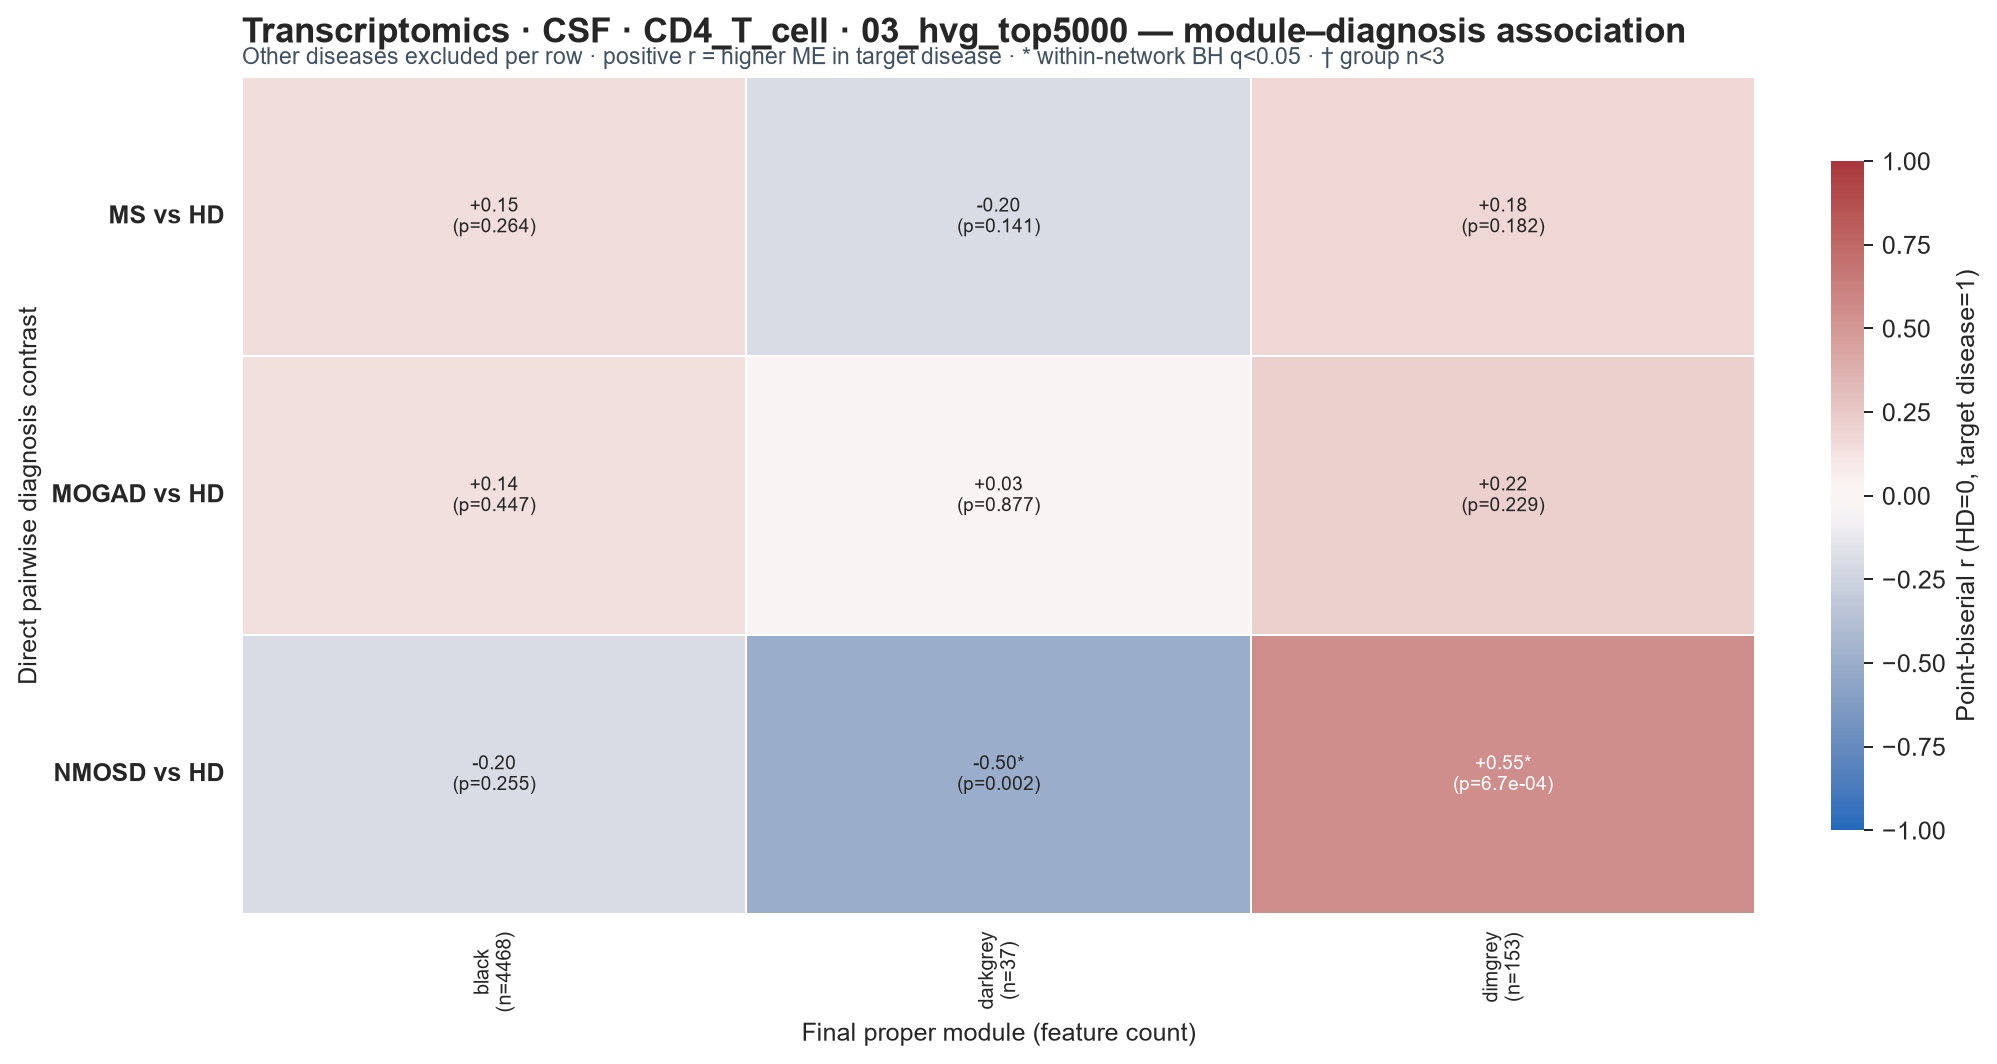 Transcriptomics · CSF · CD4_T_cell · 03_hvg_top5000 — module–diagnosis association
Other diseases excluded per row · positive r = higher ME in target disease · * within-network BH q<0.05 · † group n<3
Direct pairwise diagnosis contrast
MS vs HD
+0.15
(p=0.264)
-0.20
(p=0.141)
+0.18
(p=0.182)
MOGAD vs HD
+0.14
(p=0.447)
+0.03
(p=0.877)
+0.22
(p=0.229)
NMOSD vs HD
-0.20
(p=0.255)
-0.50*
(p=0.002)
+0.55*
(p=6.7e-04)
black
(n=4468)
darkgrey
(n=37)
dimgrey
(n=153)
Final proper module (feature count)
1.00
0.75
0.50
0.25
0.00
−0.25
−0.50
−0.75
−1.00
Point-biserial r (HD=0, target disease=1)